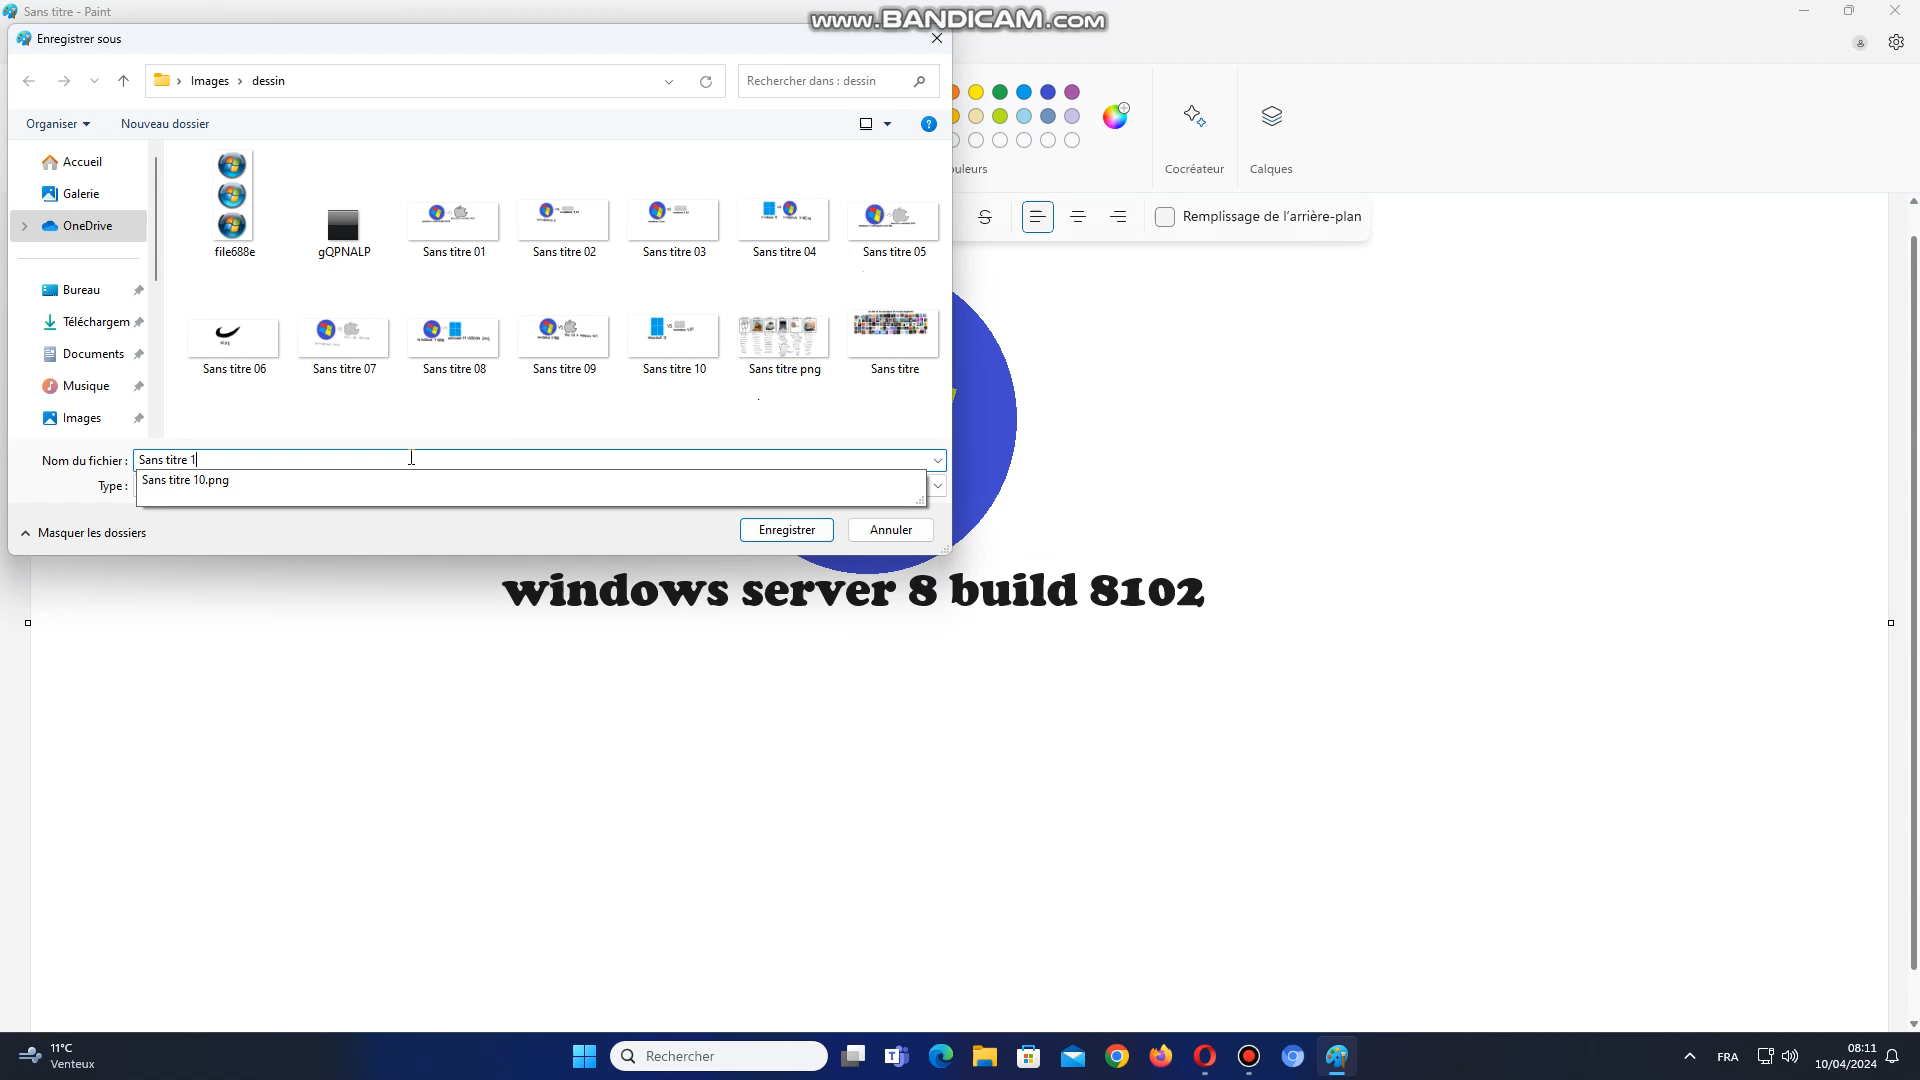 Sans titre - Paint
www.BANDICAM.com
Enregistrer sous
Images > dessin
Rechercher dans : dessin
Organiser
Nouveau dossier
Accueil
Galerie
OneDrive
Bureau
Téléchargem
Documents
Musique
Images
file688e
gQPNALP
Sans titre 01
Sans titre 02
Sans titre 03
Sans titre 04
Sans titre 05
Sans titre 06
Sans titre 07
Sans titre 08
Sans titre 09
Sans titre 10
Sans titre png
Sans titre
Nom du fichier :
Sans titre 1
Type :
Sans titre 10.png
Masquer les dossiers
Enregistrer
Annuler
ouleurs
Cocréateur
Calques
Remplissage de l'arrière-plan
windows server 8 build 8102
11°C
Venteux
Rechercher
FRA
08:11
10/04/2024